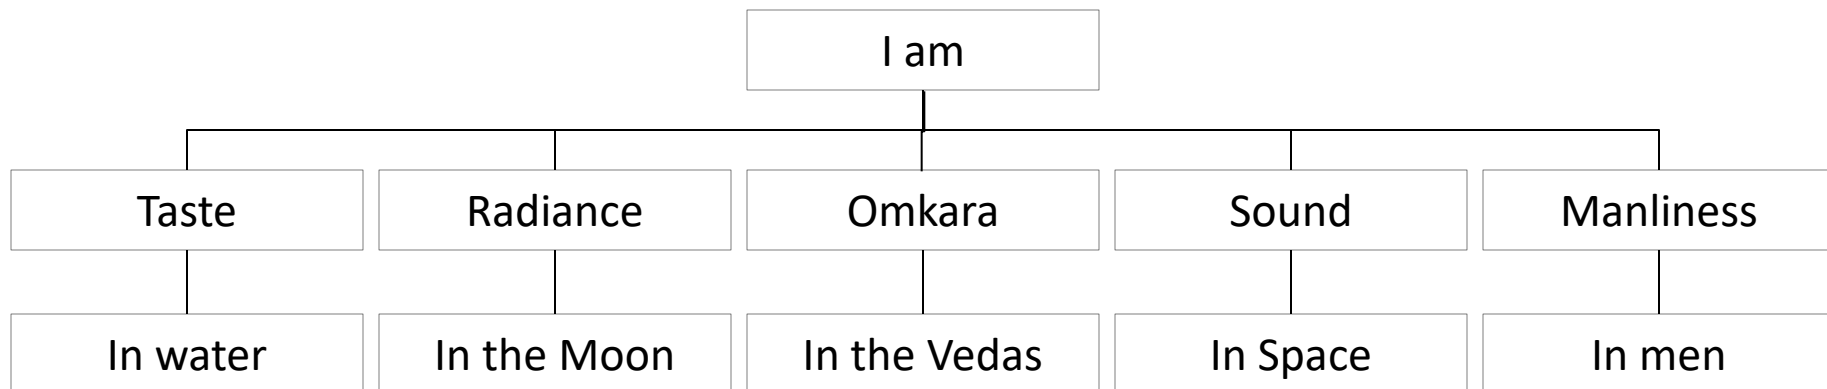 I am
Taste
Radiance
Omkara
Sound
Manliness
In water
In the Moon
In the Vedas
In Space
In men